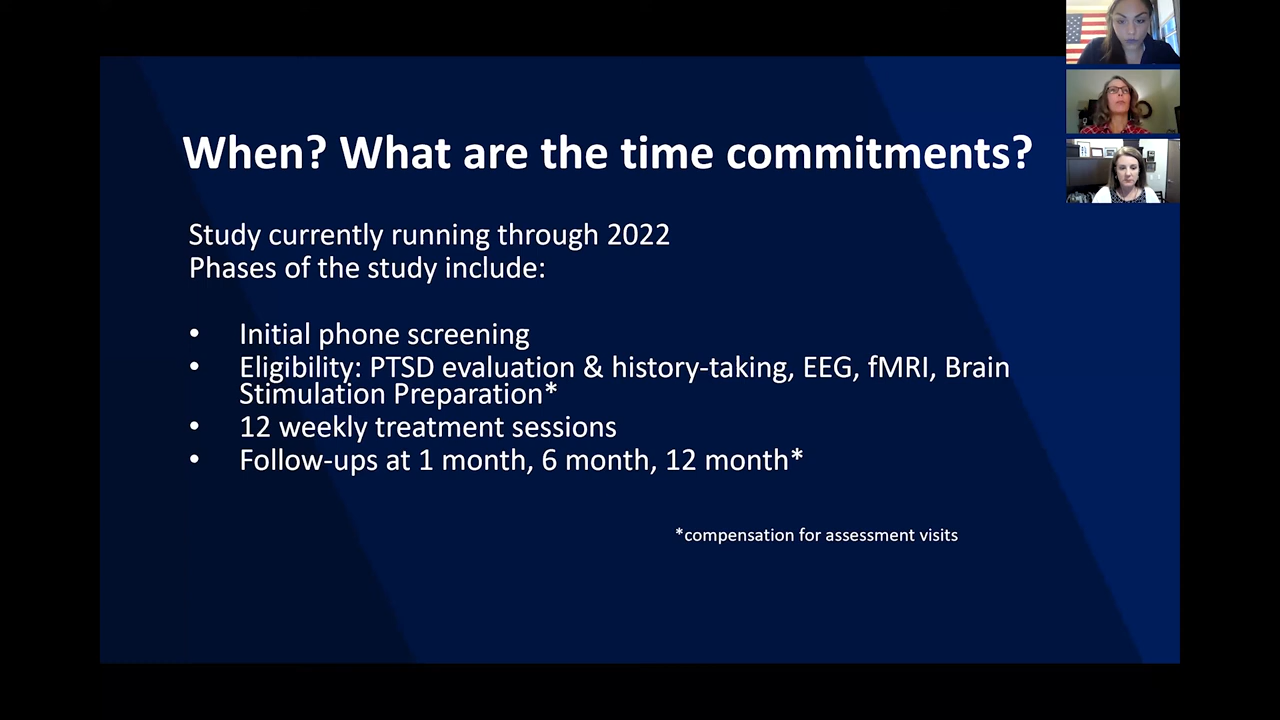 When? What are the time commitments?
Study currently running through 2022
Phases of the study include:
• Initial phone screening
• Eligibility: PTSD evaluation & history-taking, EEG, fMRI, Brain
Stimulation Preparation*
• 12 weekly treatment sessions
• Follow-ups at 1 month, 6 month, 12 month*
*compensation for assessment visits